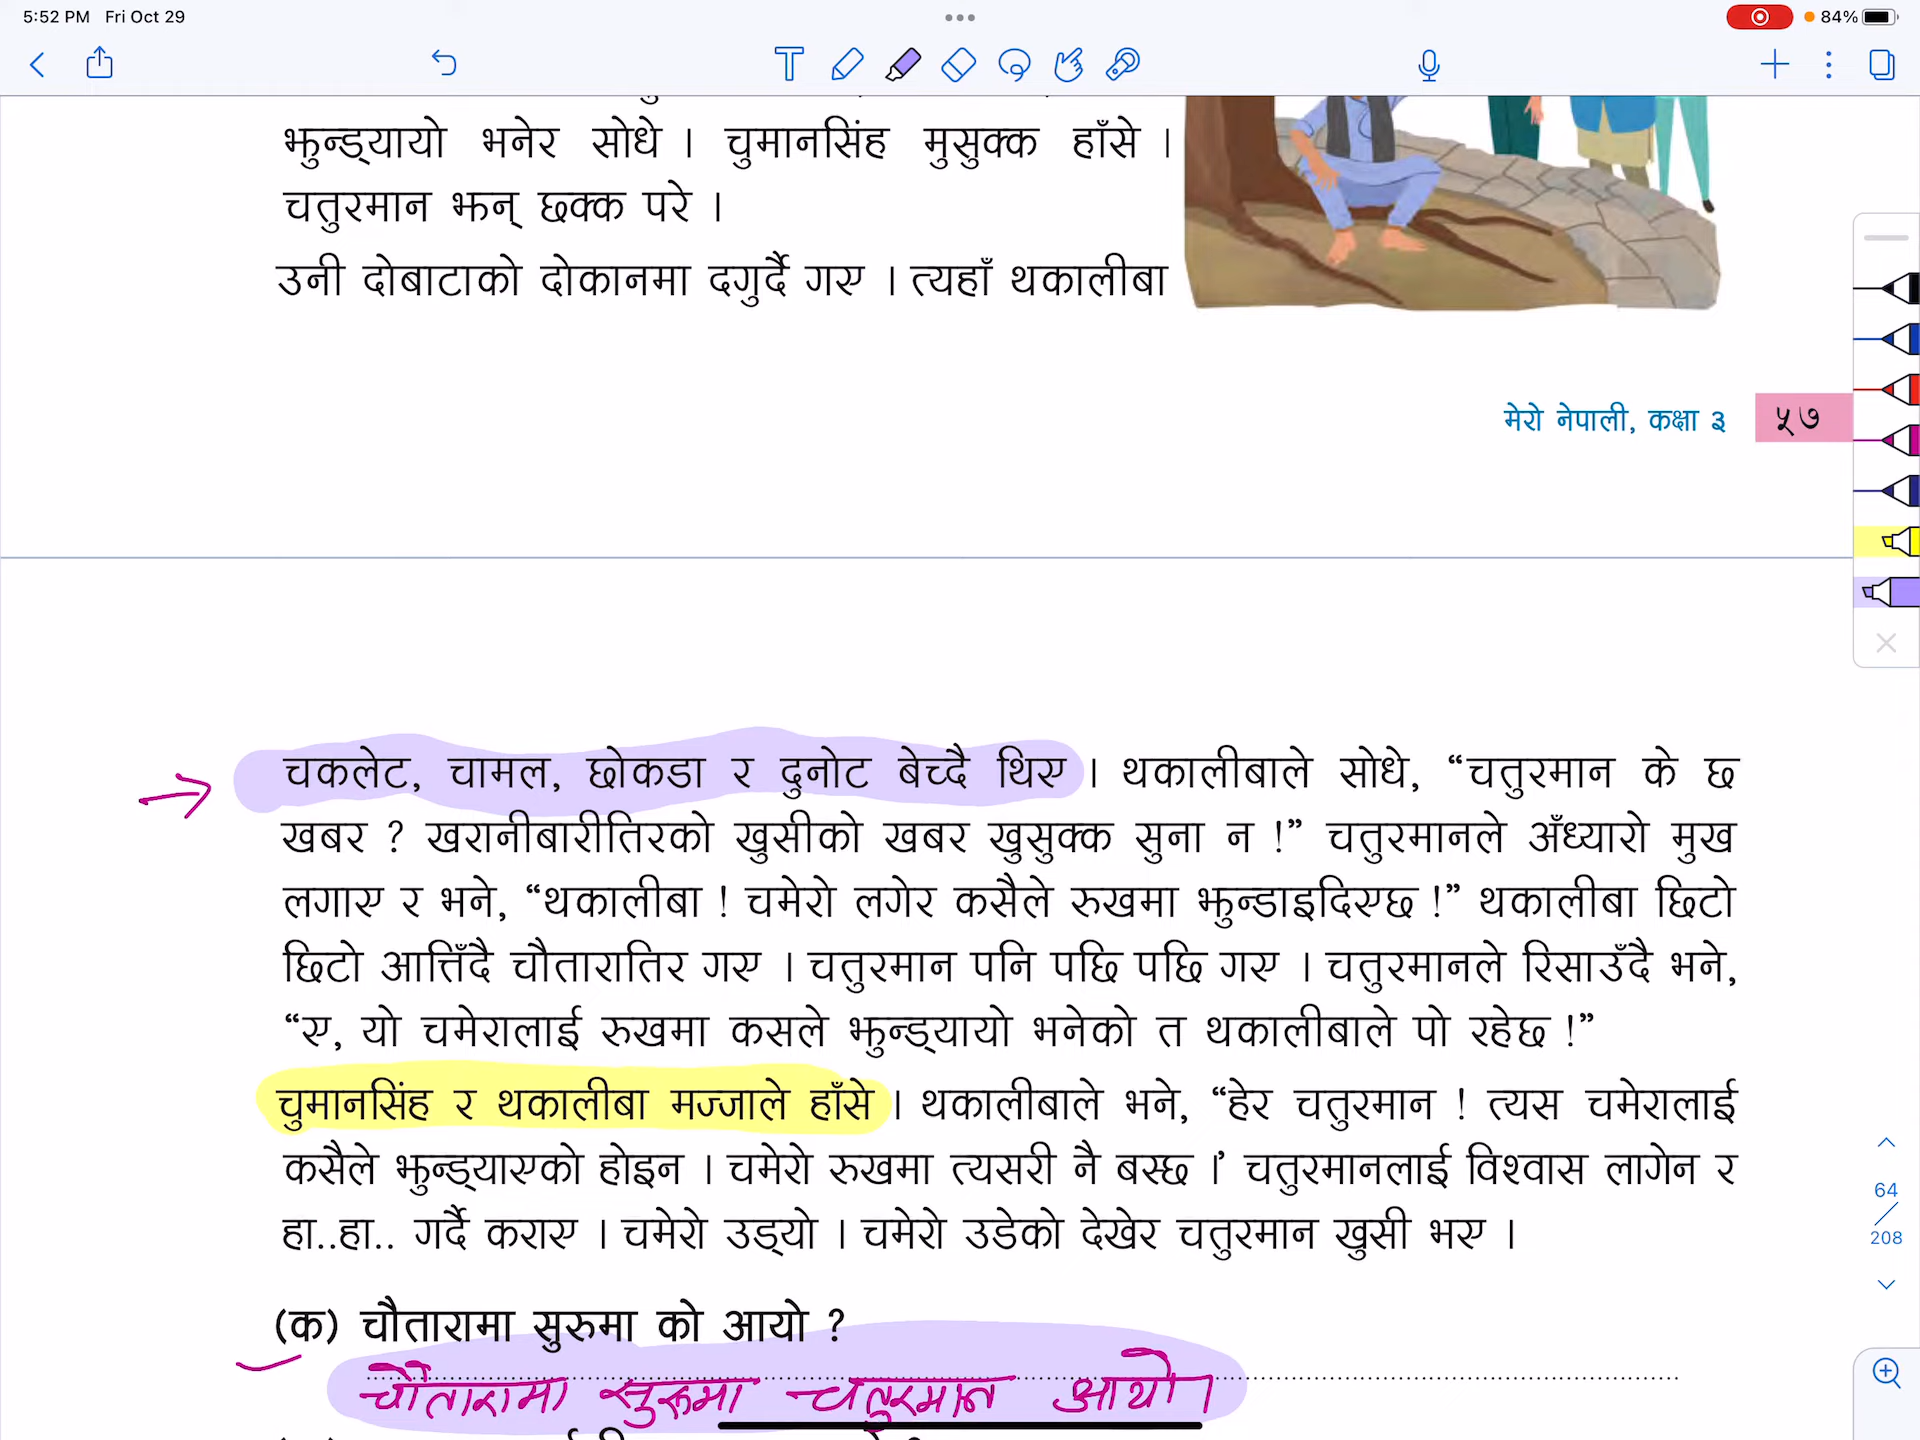 5:52 PM Fri Oct 29
84%
झुन्ड्यायो भनेर सोधे । चुमानसिंह मुसुक्क हाँसे ।
चतुरमान झन् छक्क परे ।
उनी दोबाटाको दोकानमा दगुर्दै गए । त्यहाँ थकालीबा
मेरो नेपाली, कक्षा ३ ५७
चकलेट, चामल, छोकडा र दुनोट बेच्दै थिए । थकालीबाले सोधे, “चतुरमान के छ
खबर ? खरानीबारीतिरको खुसीको खबर खुसुक्क सुना न !” चतुरमानले अँध्यारो मुख
लगाए र भने, “थकालीबा ! चमेरो लगेर कसैले रुखमा झुन्डाइदिएछ !” थकालीबा छिटो
छिटो आत्तिँदै चौतारातिर गए । चतुरमान पनि पछि पछि गए । चतुरमानले रिसाउँदै भने,
“ए, यो चमेरालाई रुखमा कसले झुन्ड्यायो भनेको त थकालीबाले पो रहेछ !”
चुमानसिंह र थकालीबा मज्जाले हाँसे । थकालीबाले भने, “हेर चतुरमान ! त्यस चमेरालाई
कसैले झुन्ड्याएको होइन । चमेरो रुखमा त्यसरी नै बस्छ ।’ चतुरमानलाई विश्वास लागेन र
हा..हा.. गर्दै कराए । चमेरो उड्यो । चमेरो उडेको देखेर चतुरमान खुसी भए ।
64
208
(क) चौतारामा सुरुमा को आयो ?
चौतारामा सुरुमा चतुरमान आयो ।